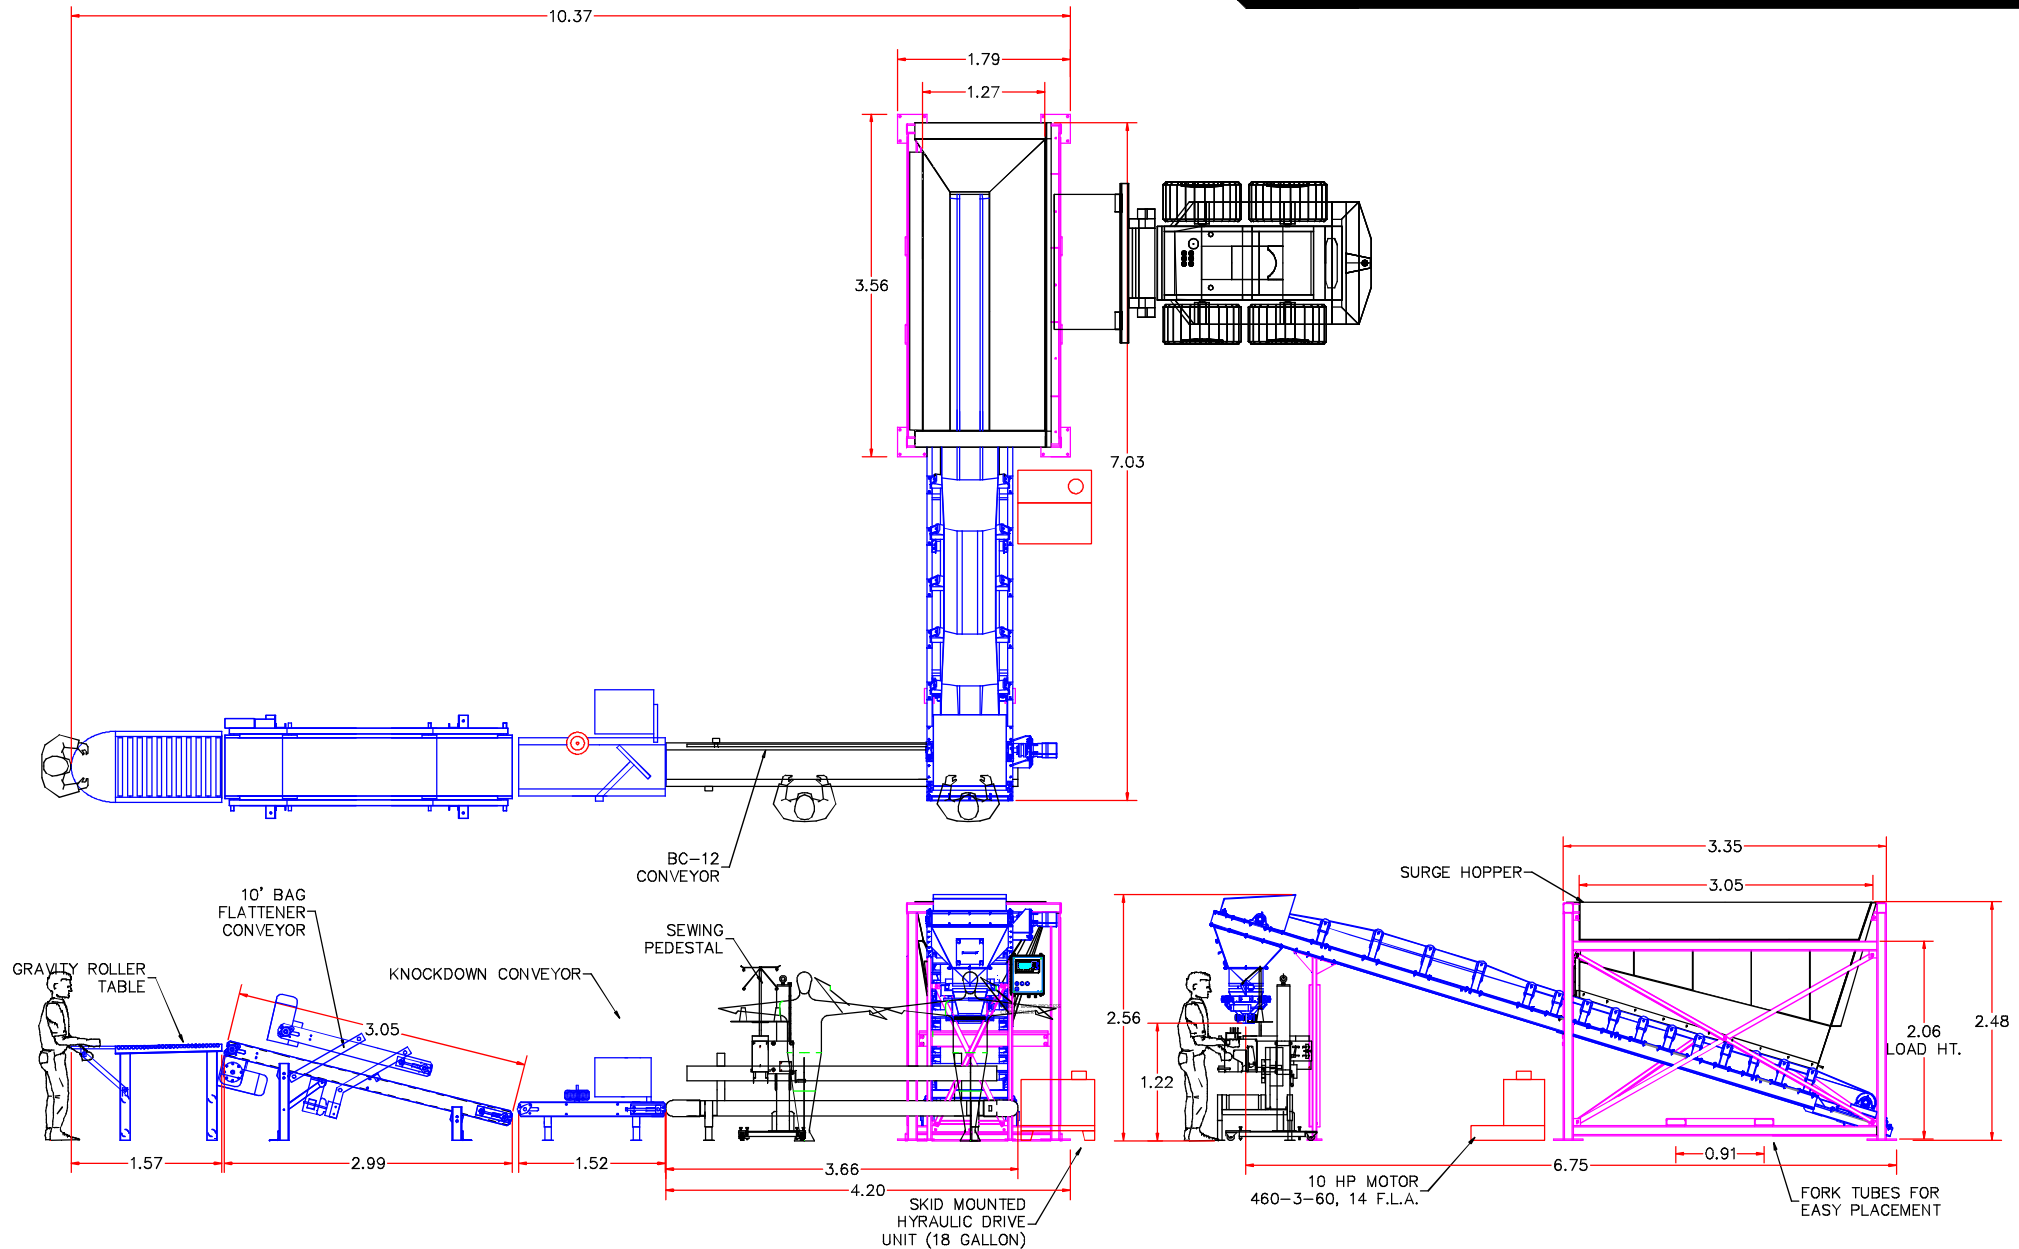 10.37
1.79
1.27
3.56
7.03
BC-12
CONVEYOR
3.35
SURGE HOPPER
3.05
10' BAG
FLATTENER
CONVEYOR
SEWING
PEDESTAL
GRAVITY ROLLER
TABLE
KNOCKDOWN CONVEYOR
3.05
2.56
2.48
2.06
LOAD HT.
1.22
1.57
2.99
1.52
3.66
0.91
6.75
4.20
10 HP MOTOR
460-3-60, 14 F.L.A.
FORK TUBES FOR
EASY PLACEMENT
SKID MOUNTED
HYRAULIC DRIVE
UNIT (18 GALLON)